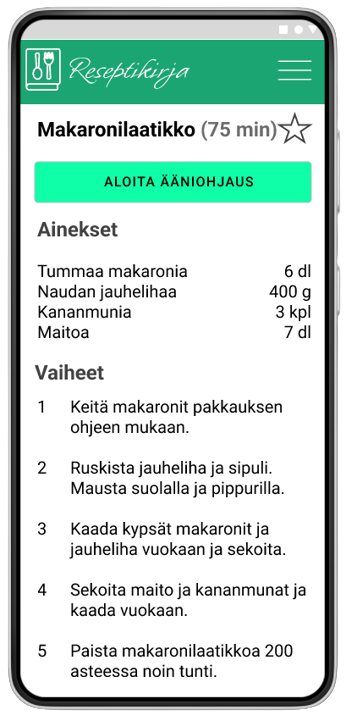 Reseptikirja
Makaronilaatikko (75 min)
ALOITA ÄÄNIOHJAUS
Ainekset
Tummaa makaronia 6 dl
Naudan jauhelihaa 400 g
Kananmunia 3 kpl
Maitoa 7 dl
Vaiheet
1 Keitä makaronit pakkauksen
ohjeen mukaan.
2 Ruskista jauheliha ja sipuli.
Mausta suolalla ja pippurilla.
3 Kaada kypsät makaronit ja
jauheliha vuokaan ja sekoita.
4 Sekoita maito ja kananmunat ja
kaada vuokaan.
5 Paista makaronilaatikkoa 200
asteessa noin tunti.